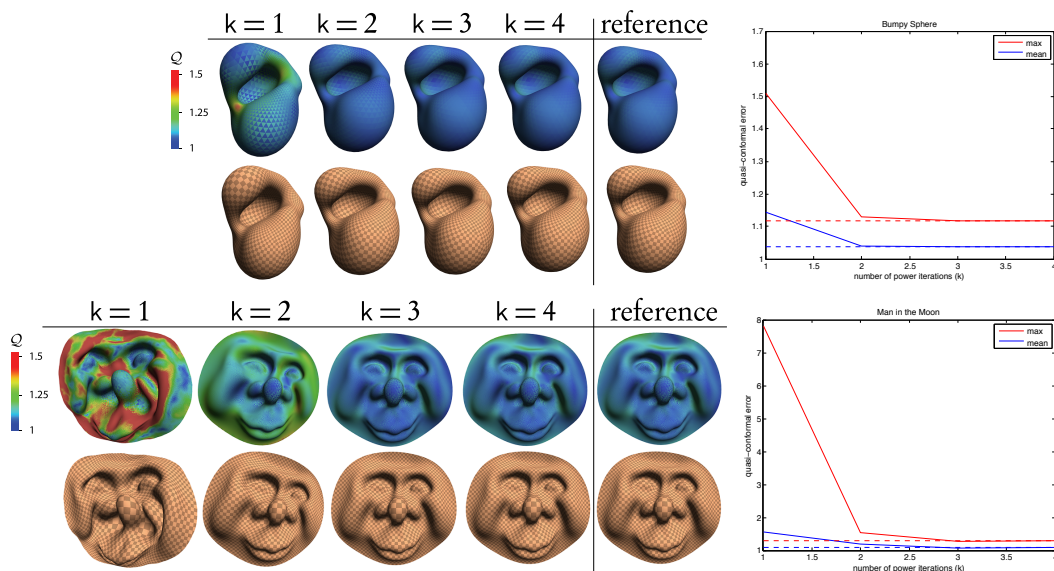 k = 1 k = 2 k = 3 k = 4 reference
Q
1.5
1.25
1
Bumpy Sphere
max
mean
quasi-conformal error
1.7
1.6
1.5
1.4
1.3
1.2
1.1
1
1 1.5 2 2.5 3 3.5 4
number of power iterations (k)
k = 1 k = 2 k = 3 k = 4 reference
Q
1.5
1.25
1
Man in the Moon
max
mean
quasi-conformal error
8
7
6
5
4
3
2
1
1 1.5 2 2.5 3 3.5 4
number of power iterations (k)